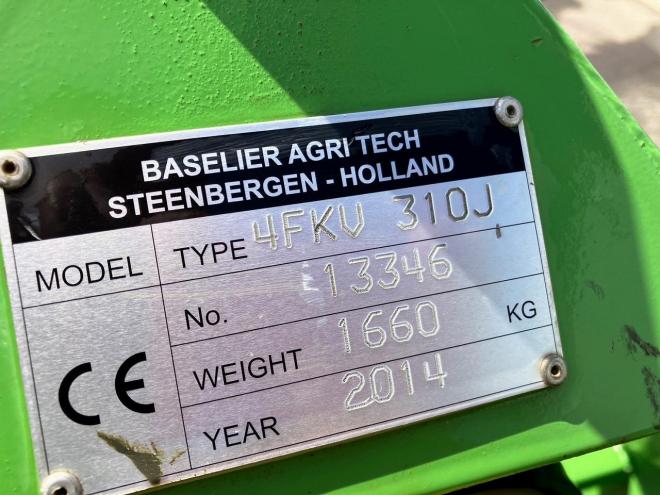 BASELIER AGRI TECH
STEENBERGEN - HOLLAND
MODEL TYPE 4FKV 310J
No. 13346
CE WEIGHT 1660 KG
YEAR 2014